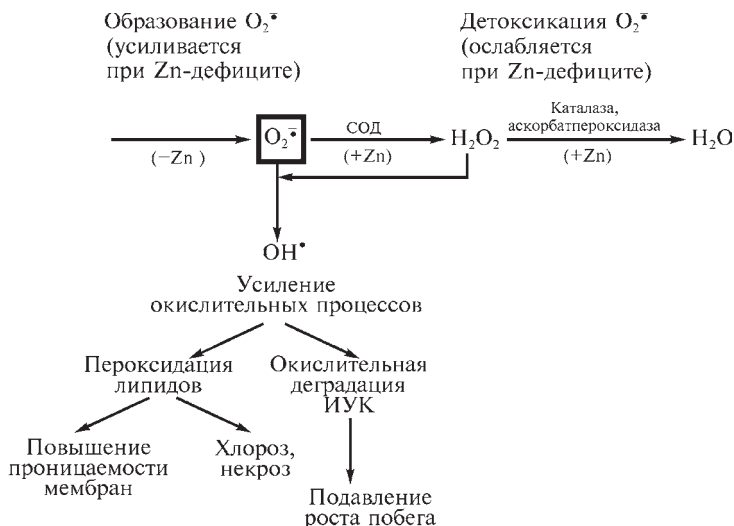 Образование O₂⁻•
(усиливается
при Zn-дефиците)
Детоксикация O₂⁻•
(ослабляется
при Zn-дефиците)
(−Zn )
O₂⁻•
СОД
(+Zn)
H₂O₂
Каталаза,
аскорбатпероксидаза
(+Zn)
H₂O
OH•
Усиление
окислительных процессов
Пероксидация
липидов
Окислительная
деградация
ИУК
Повышение
проницаемости
мембран
Хлороз,
некроз
Подавление
роста побега